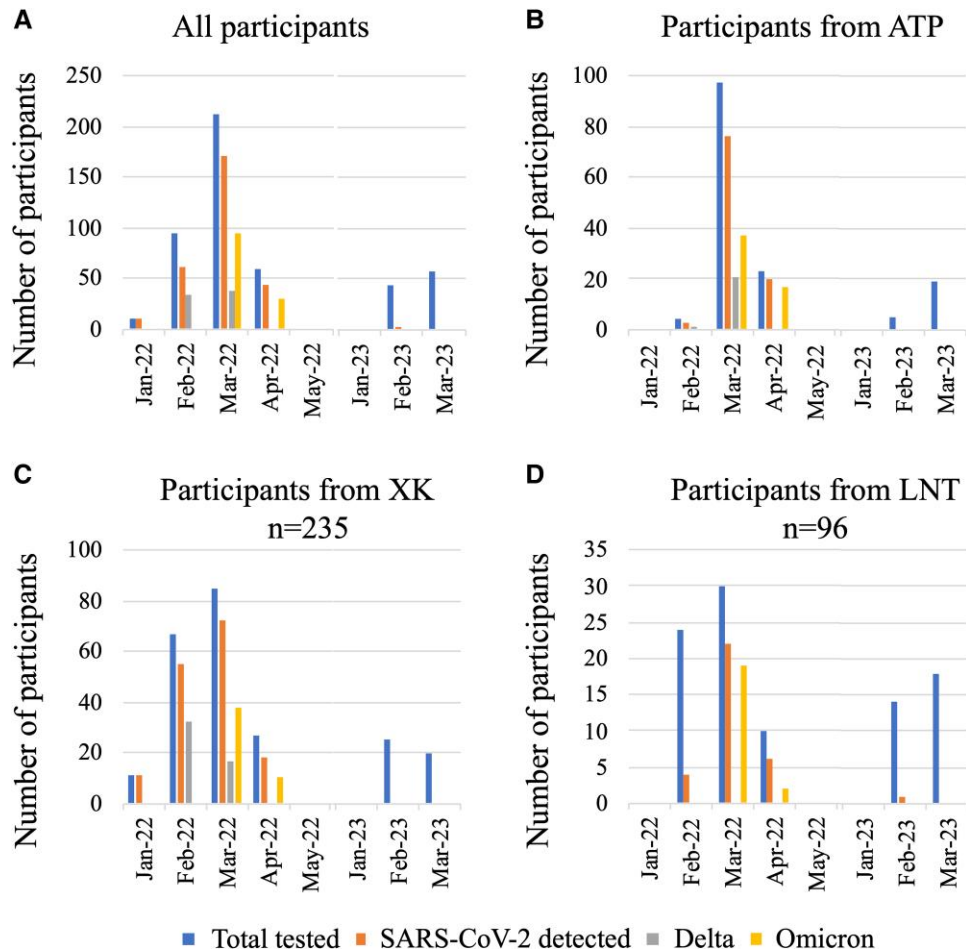 A
All participants
Number of participants
250
200
150
100
50
0
Jan-22
Feb-22
Mar-22
Apr-22
May-22
Jan-23
Feb-23
Mar-23
B
Participants from ATP
Number of participants
100
80
60
40
20
0
Jan-22
Feb-22
Mar-22
Apr-22
May-22
Jan-23
Feb-23
Mar-23
C
Participants from XK
n=235
Number of participants
100
80
60
40
20
0
Jan-22
Feb-22
Mar-22
Apr-22
May-22
Jan-23
Feb-23
Mar-23
D
Participants from LNT
n=96
Number of participants
35
30
25
20
15
10
5
0
Jan-22
Feb-22
Mar-22
Apr-22
May-22
Jan-23
Feb-23
Mar-23
Total tested SARS-CoV-2 detected Delta Omicron